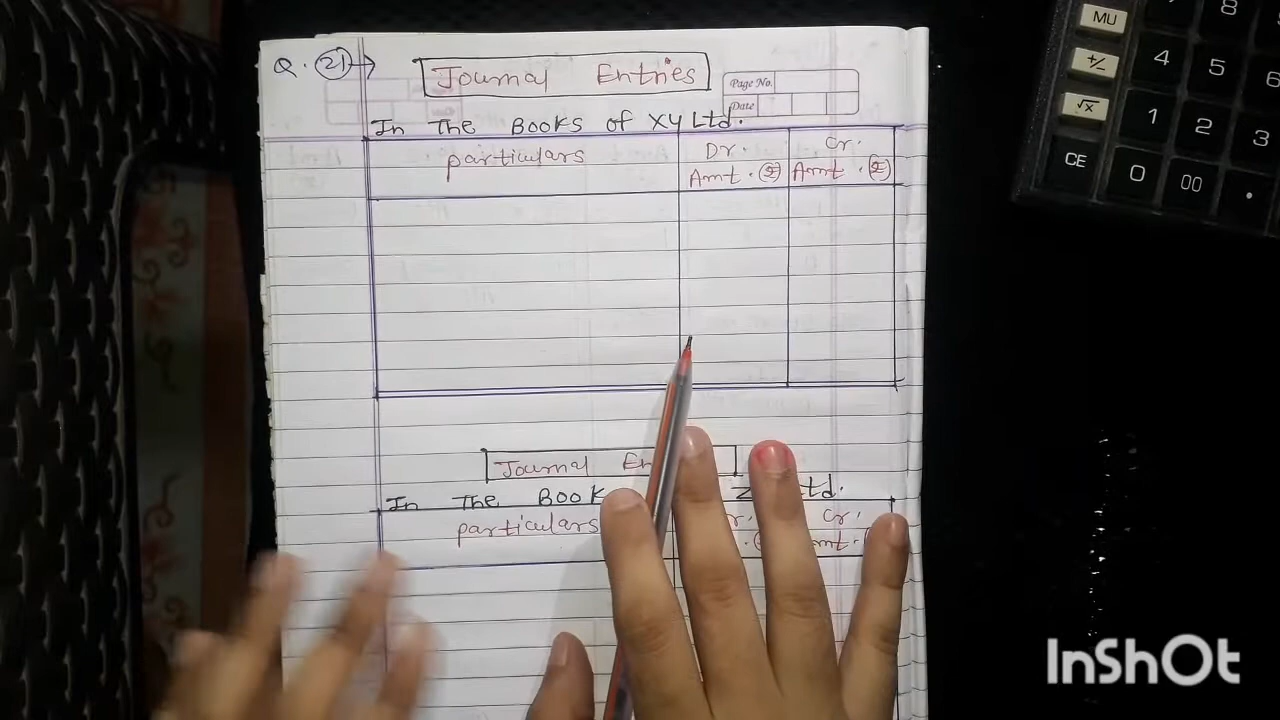 Q. 21 →
Journal Entries
Page No.
Date
In The Books of XY Ltd.
particulars
Dr. Amt. (₹)
Cr. Amt. (₹)
Journal
In The
particulars
Cr.
MU
8
+/-
4 5 6
√x
1 2 3
CE
0 00 .
InShOt